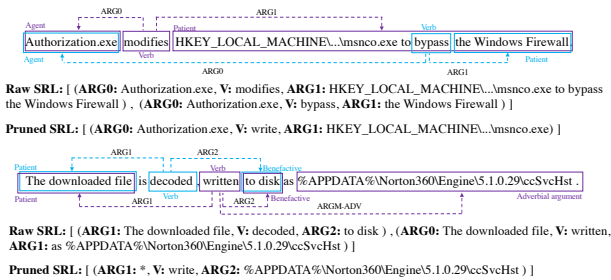 ARG0 ARG1
Agent Patient Verb
Authorization.exe modifies HKEY_LOCAL_MACHINE\...\msnco.exe to bypass the Windows Firewall.
Agent Verb Patient
ARG0 ARG1
Raw SRL: [ (ARG0: Authorization.exe, V: modifies, ARG1: HKEY_LOCAL_MACHINE\...\msnco.exe to bypass
the Windows Firewall ) , (ARG0: Authorization.exe, V: bypass, ARG1: the Windows Firewall ) ]
Pruned SRL: [ (ARG0: Authorization.exe, V: write, ARG1: HKEY_LOCAL_MACHINE\...\msnco.exe) ]
ARG1 ARG2
Patient Verb Benefactive
The downloaded file is decoded , written to disk as %APPDATA%\Norton360\Engine\5.1.0.29\ccSvcHst .
Patient ARG1 ARG2 Benefactive Adverbial argument
ARGM-ADV
Raw SRL: [ (ARG1: The downloaded file, V: decoded, ARG2: to disk ) , (ARG0: The downloaded file, V: written,
ARG1: as %APPDATA%\Norton360\Engine\5.1.0.29\ccSvcHst ) ]
Pruned SRL: [ (ARG1: *, V: write, ARG2: %APPDATA%\Norton360\Engine\5.1.0.29\ccSvcHst ) ]